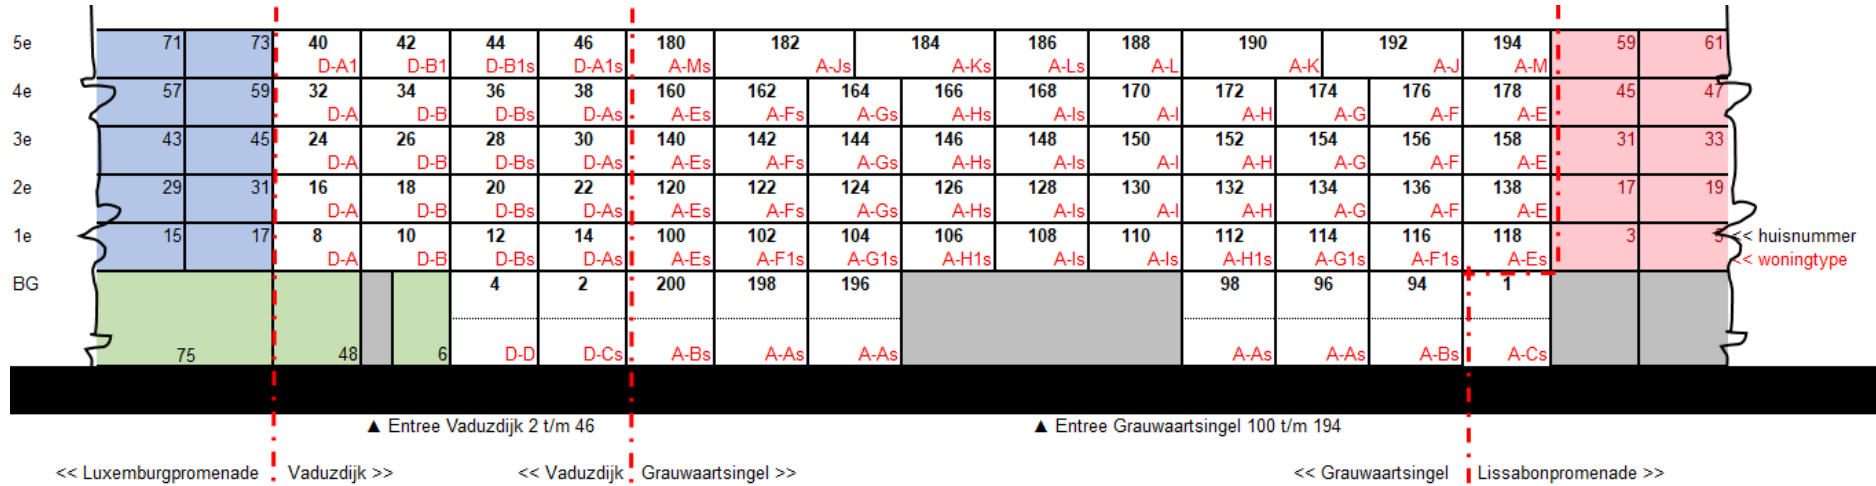 5e 71 73 40 42 44 46 180 182 184 186 188 190 192 194 59 61
D-A1 D-B1 D-B1s D-A1s A-Ms A-Js A-Ks A-Ls A-L A-K A-J A-M
4e 57 59 32 34 36 38 160 162 164 166 168 170 172 174 176 178 45 47
D-A D-B D-Bs D-As A-Es A-Fs A-Gs A-Hs A-Is A-I A-H A-G A-F A-E
3e 43 45 24 26 28 30 140 142 144 146 148 150 152 154 156 158 31 33
D-A D-B D-Bs D-As A-Es A-Fs A-Gs A-Hs A-Is A-I A-H A-G A-F A-E
2e 29 31 16 18 20 22 120 122 124 126 128 130 132 134 136 138 17 19
D-A D-B D-Bs D-As A-Es A-Fs A-Gs A-Hs A-Is A-I A-H A-G A-F A-E
1e 15 17 8 10 12 14 100 102 104 106 108 110 112 114 116 118 3 5 << huisnummer
D-A D-B D-Bs D-As A-Es A-F1s A-G1s A-H1s A-Is A-Is A-H1s A-G1s A-F1s A-Es << woningtype
BG 4 2 200 198 196 98 96 94 1
75 48 6 D-D D-Cs A-Bs A-As A-As A-As A-As A-Bs A-Cs
▲ Entree Vaduzdijk 2 t/m 46 ▲ Entree Grauwaartsingel 100 t/m 194
<< Luxemburgpromenade Vaduzdijk >> << Vaduzdijk Grauwaartsingel >> << Grauwaartsingel Lissabonpromenade >>